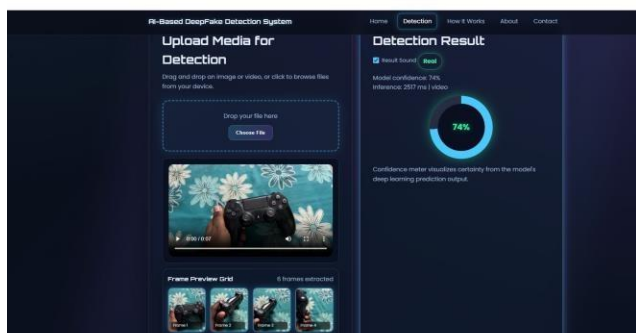 AI-Based DeepFake Detection System
Home Detection How It Works About Contact
Upload Media for
Detection
Drag and drop an image or video, or click to browse files
from your device.
Drop your file here
Choose File
0:00 / 0:07
Frame Preview Grid 6 frames extracted
Frame 1 Frame 2 Frame 3 Frame 4
Detection Result
Result Sound Real
Model confidence: 74%
Inference: 2517 ms | video
74%
Confidence meter visualizes certainty from the model's
deep learning prediction output.